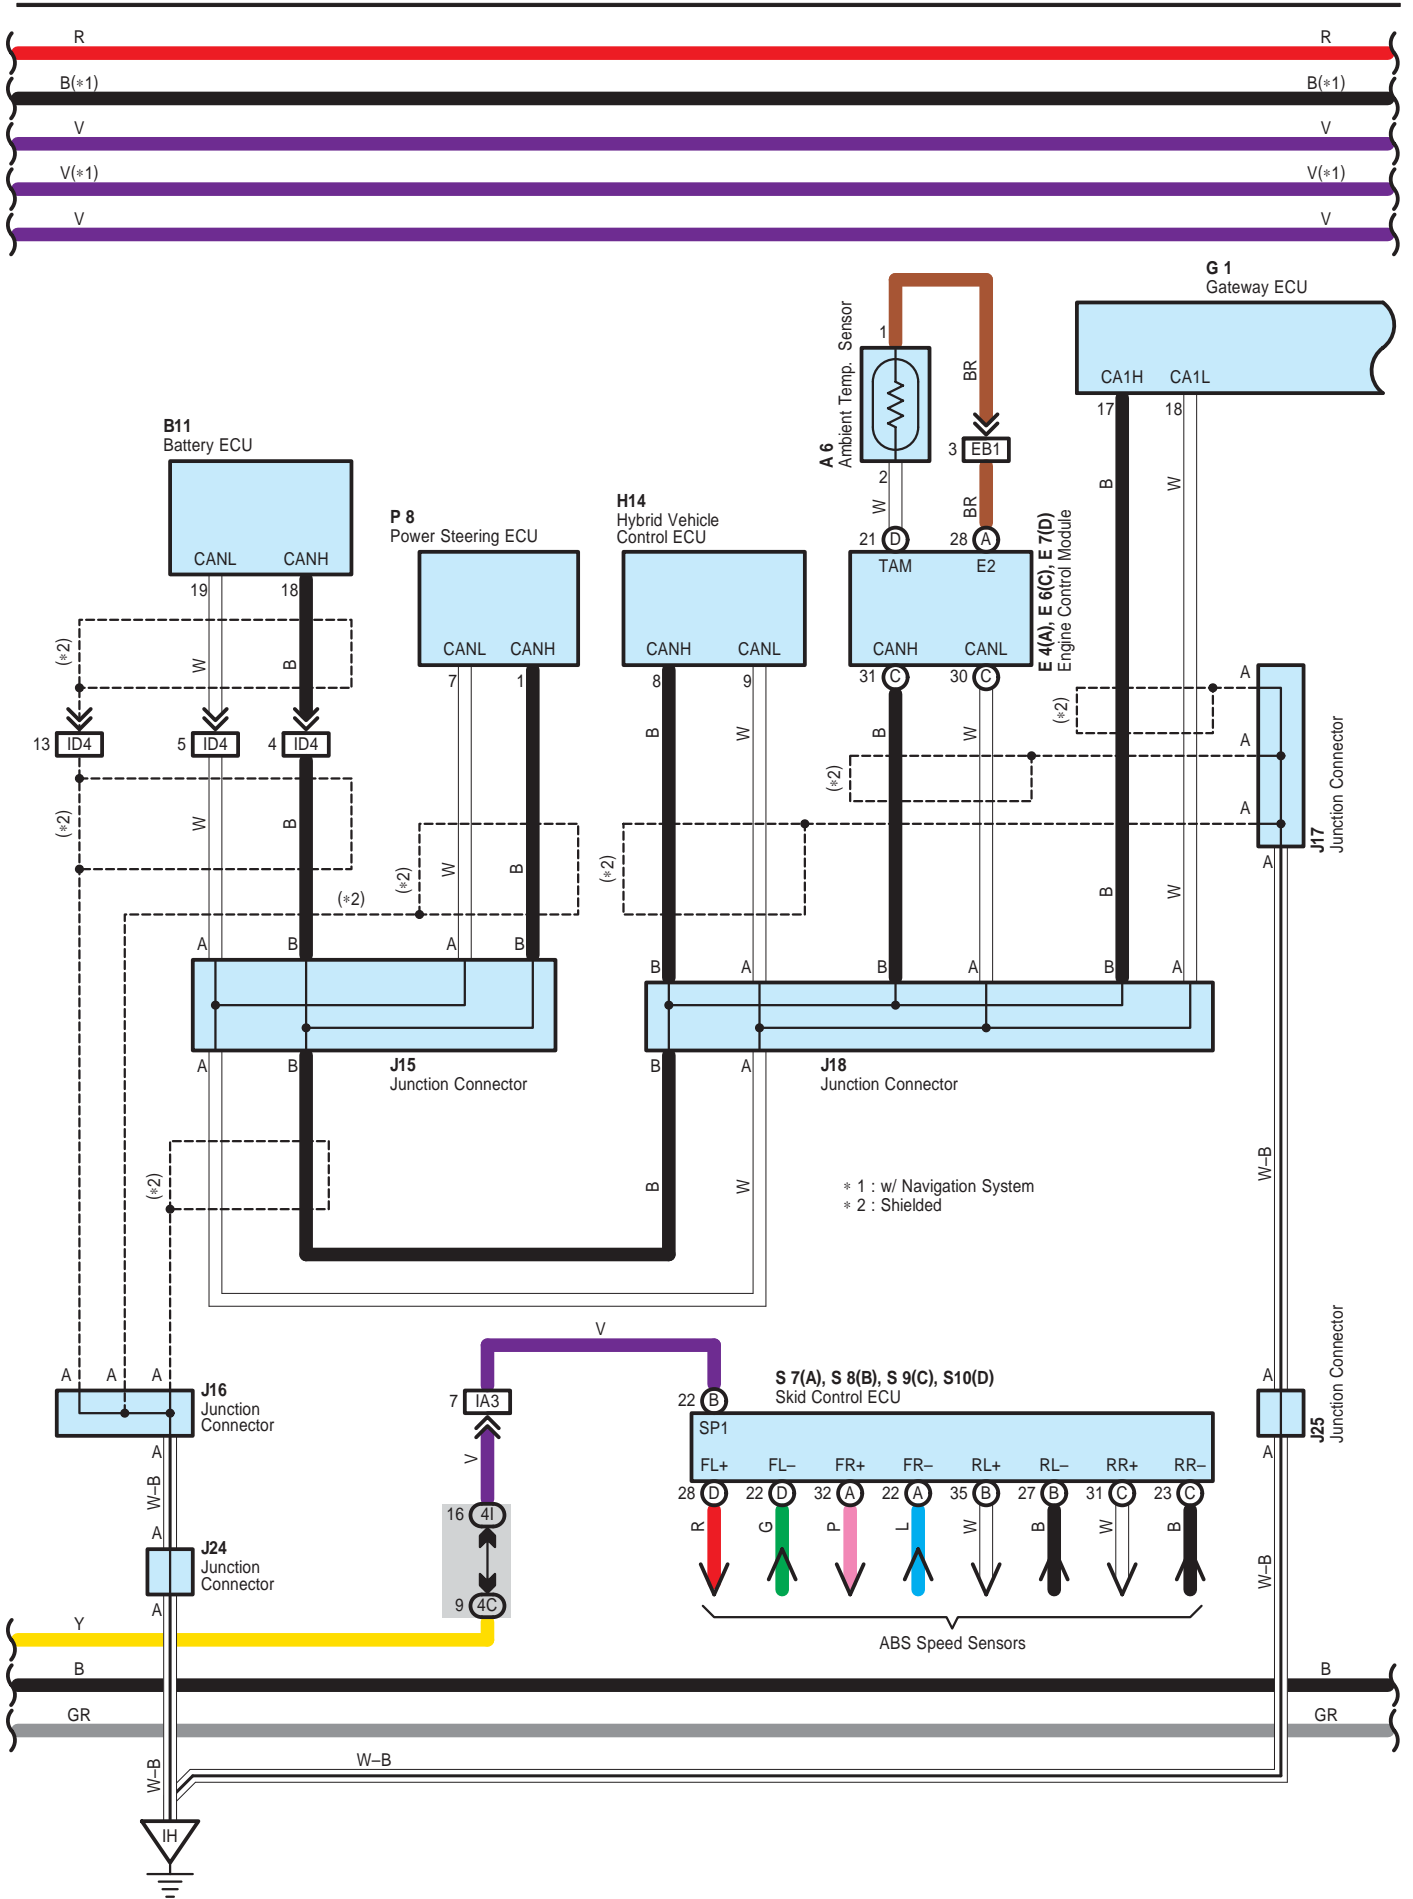 R R
B(∗1) B(∗1)
V V
V(∗1) V(∗1)
V V
G 1
Gateway ECU
CA1H CA1L
17 18
B W
A 6
Ambient Temp. Sensor
1
BR
3 EB1
2
W BR
21 D 28 A
TAM E2
E 4(A), E 6(C), E 7(D)
Engine Control Module
CANH CANL
31 C 30 C
B W
B11
Battery ECU
CANL CANH
19 18
(∗2) W B
13 ID4 5 ID4 4 ID4
(∗2) W B
P 8
Power Steering ECU
CANL CANH
7 1
(∗2) W B
(∗2)
H14
Hybrid Vehicle
Control ECU
CANH CANL
8 9
B W
(∗2)
(∗2)
(∗2)
A
A
A
A
J17
Junction Connector
B W
A B A B
B A B A B A
A B
J15
Junction Connector
B A
J18
Junction Connector
(∗2)
B W
∗ 1 : w/ Navigation System
∗ 2 : Shielded
W–B
V
A A A
J16
Junction
Connector
7 IA3
V
22 B
S 7(A), S 8(B), S 9(C), S10(D)
Skid Control ECU
SP1
FL+ FL– FR+ FR– RL+ RL– RR+ RR–
28 D 22 D 32 A 22 A 35 B 27 B 31 C 23 C
R G P L W B W B
ABS Speed Sensors
A
J25
Junction Connector
A
W–B
A
W–B
A
J24
Junction
Connector
A
16 4I
9 4C
Y
B B
GR GR
W–B
W–B
IH